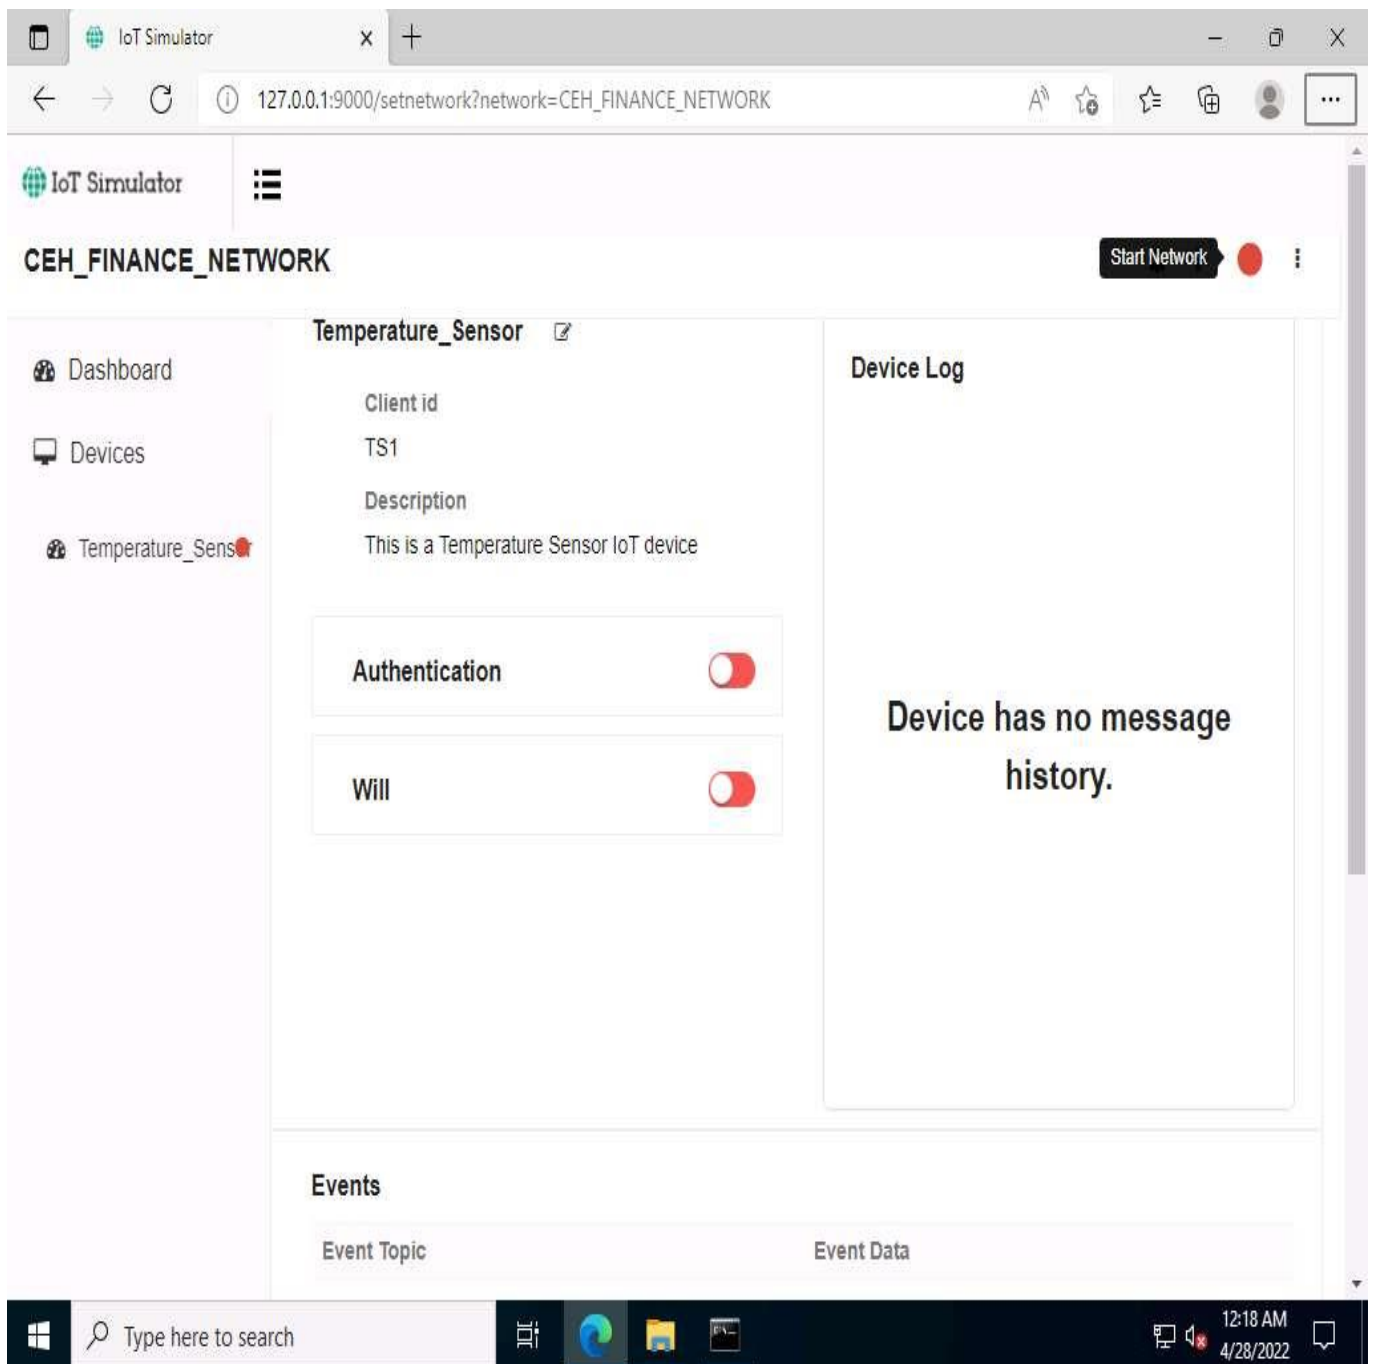 IoT Simulator
127.0.0.1:9000/setnetwork?network=CEH_FINANCE_NETWORK
IoT Simulator
CEH_FINANCE_NETWORK
Start Network
Dashboard
Devices
Temperature_Sensor
Temperature_Sensor
Client id
TS1
Description
This is a Temperature Sensor IoT device
Authentication
Will
Device Log
Device has no message
history.
Events
Event Topic Event Data
Type here to search
12:18 AM
4/28/2022